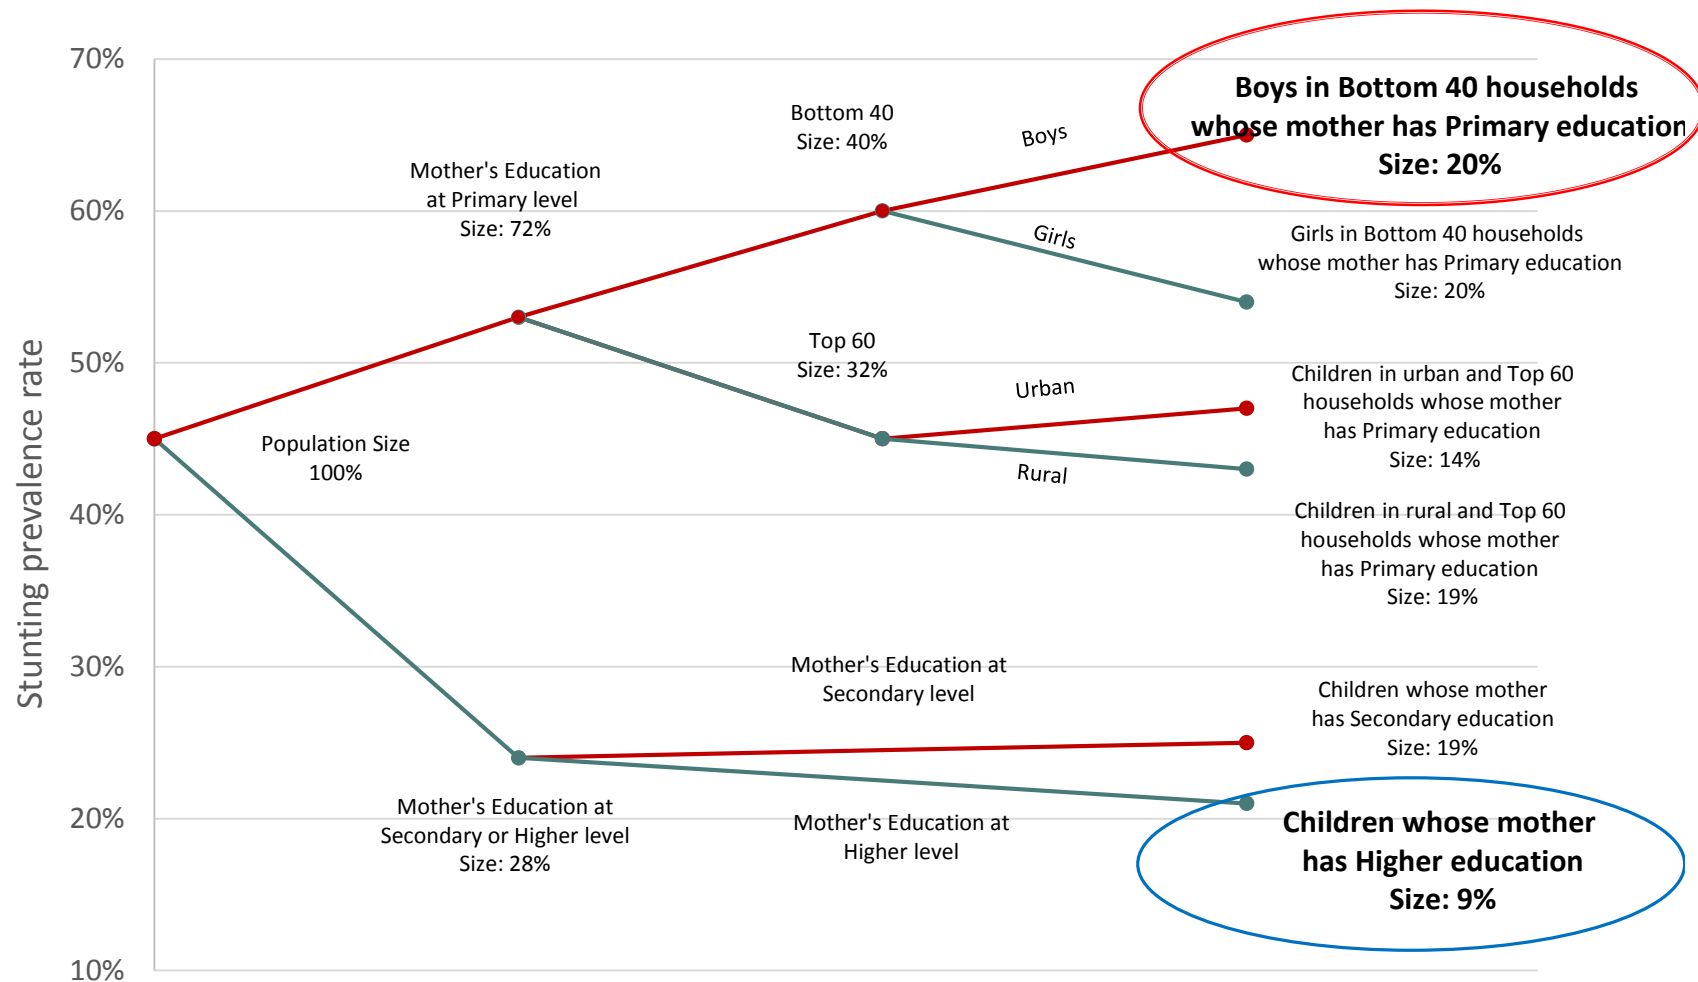 Stunting prevalence rate
70%
60%
50%
40%
30%
20%
10%
Population Size
100%
Mother's Education
at Primary level
Size: 72%
Mother's Education at
Secondary or Higher level
Size: 28%
Bottom 40
Size: 40%
Top 60
Size: 32%
Boys
Girls
Urban
Rural
Mother's Education at
Secondary level
Mother's Education at
Higher level
Boys in Bottom 40 households
whose mother has Primary education
Size: 20%
Girls in Bottom 40 households
whose mother has Primary education
Size: 20%
Children in urban and Top 60
households whose mother
has Primary education
Size: 14%
Children in rural and Top 60
households whose mother
has Primary education
Size: 19%
Children whose mother
has Secondary education
Size: 19%
Children whose mother
has Higher education
Size: 9%